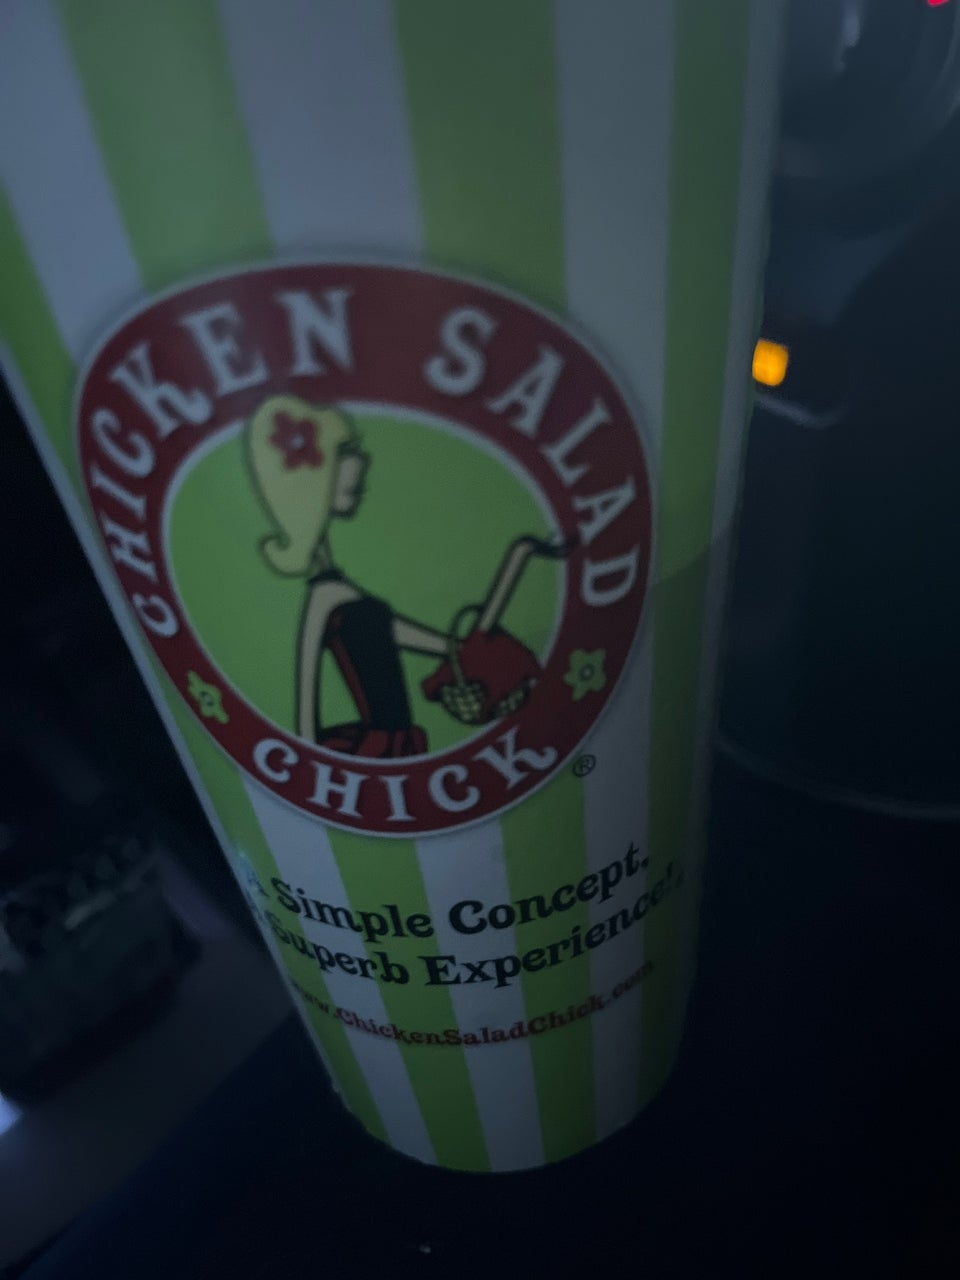 CHICKEN SALAD
CHICK ®
A Simple Concept.
Superb Experience!
www.ChickenSaladChick.com